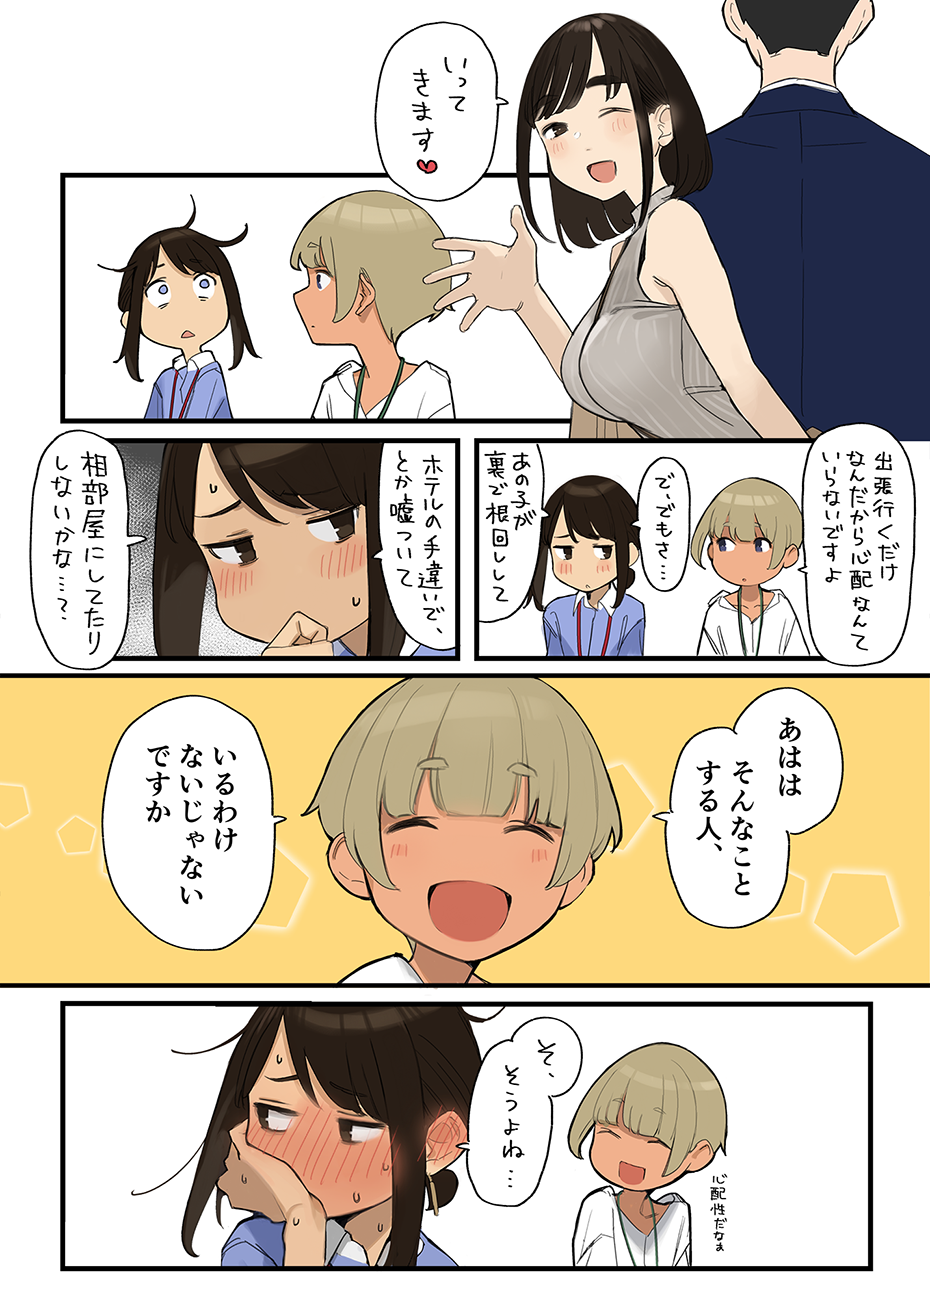 いって
きます♥
出張行くだけ
なんだから心配なんて
いらないですよ
で、でもさ…
あの子が
裏で根回しして
ホテルの手違いで、
とか嘘ついて
相部屋にしてたり
しないかな…?
あはは
そんなこと
する人、
いるわけ
ないじゃない
ですか
そ、
そうよね…
心配性だなぁ